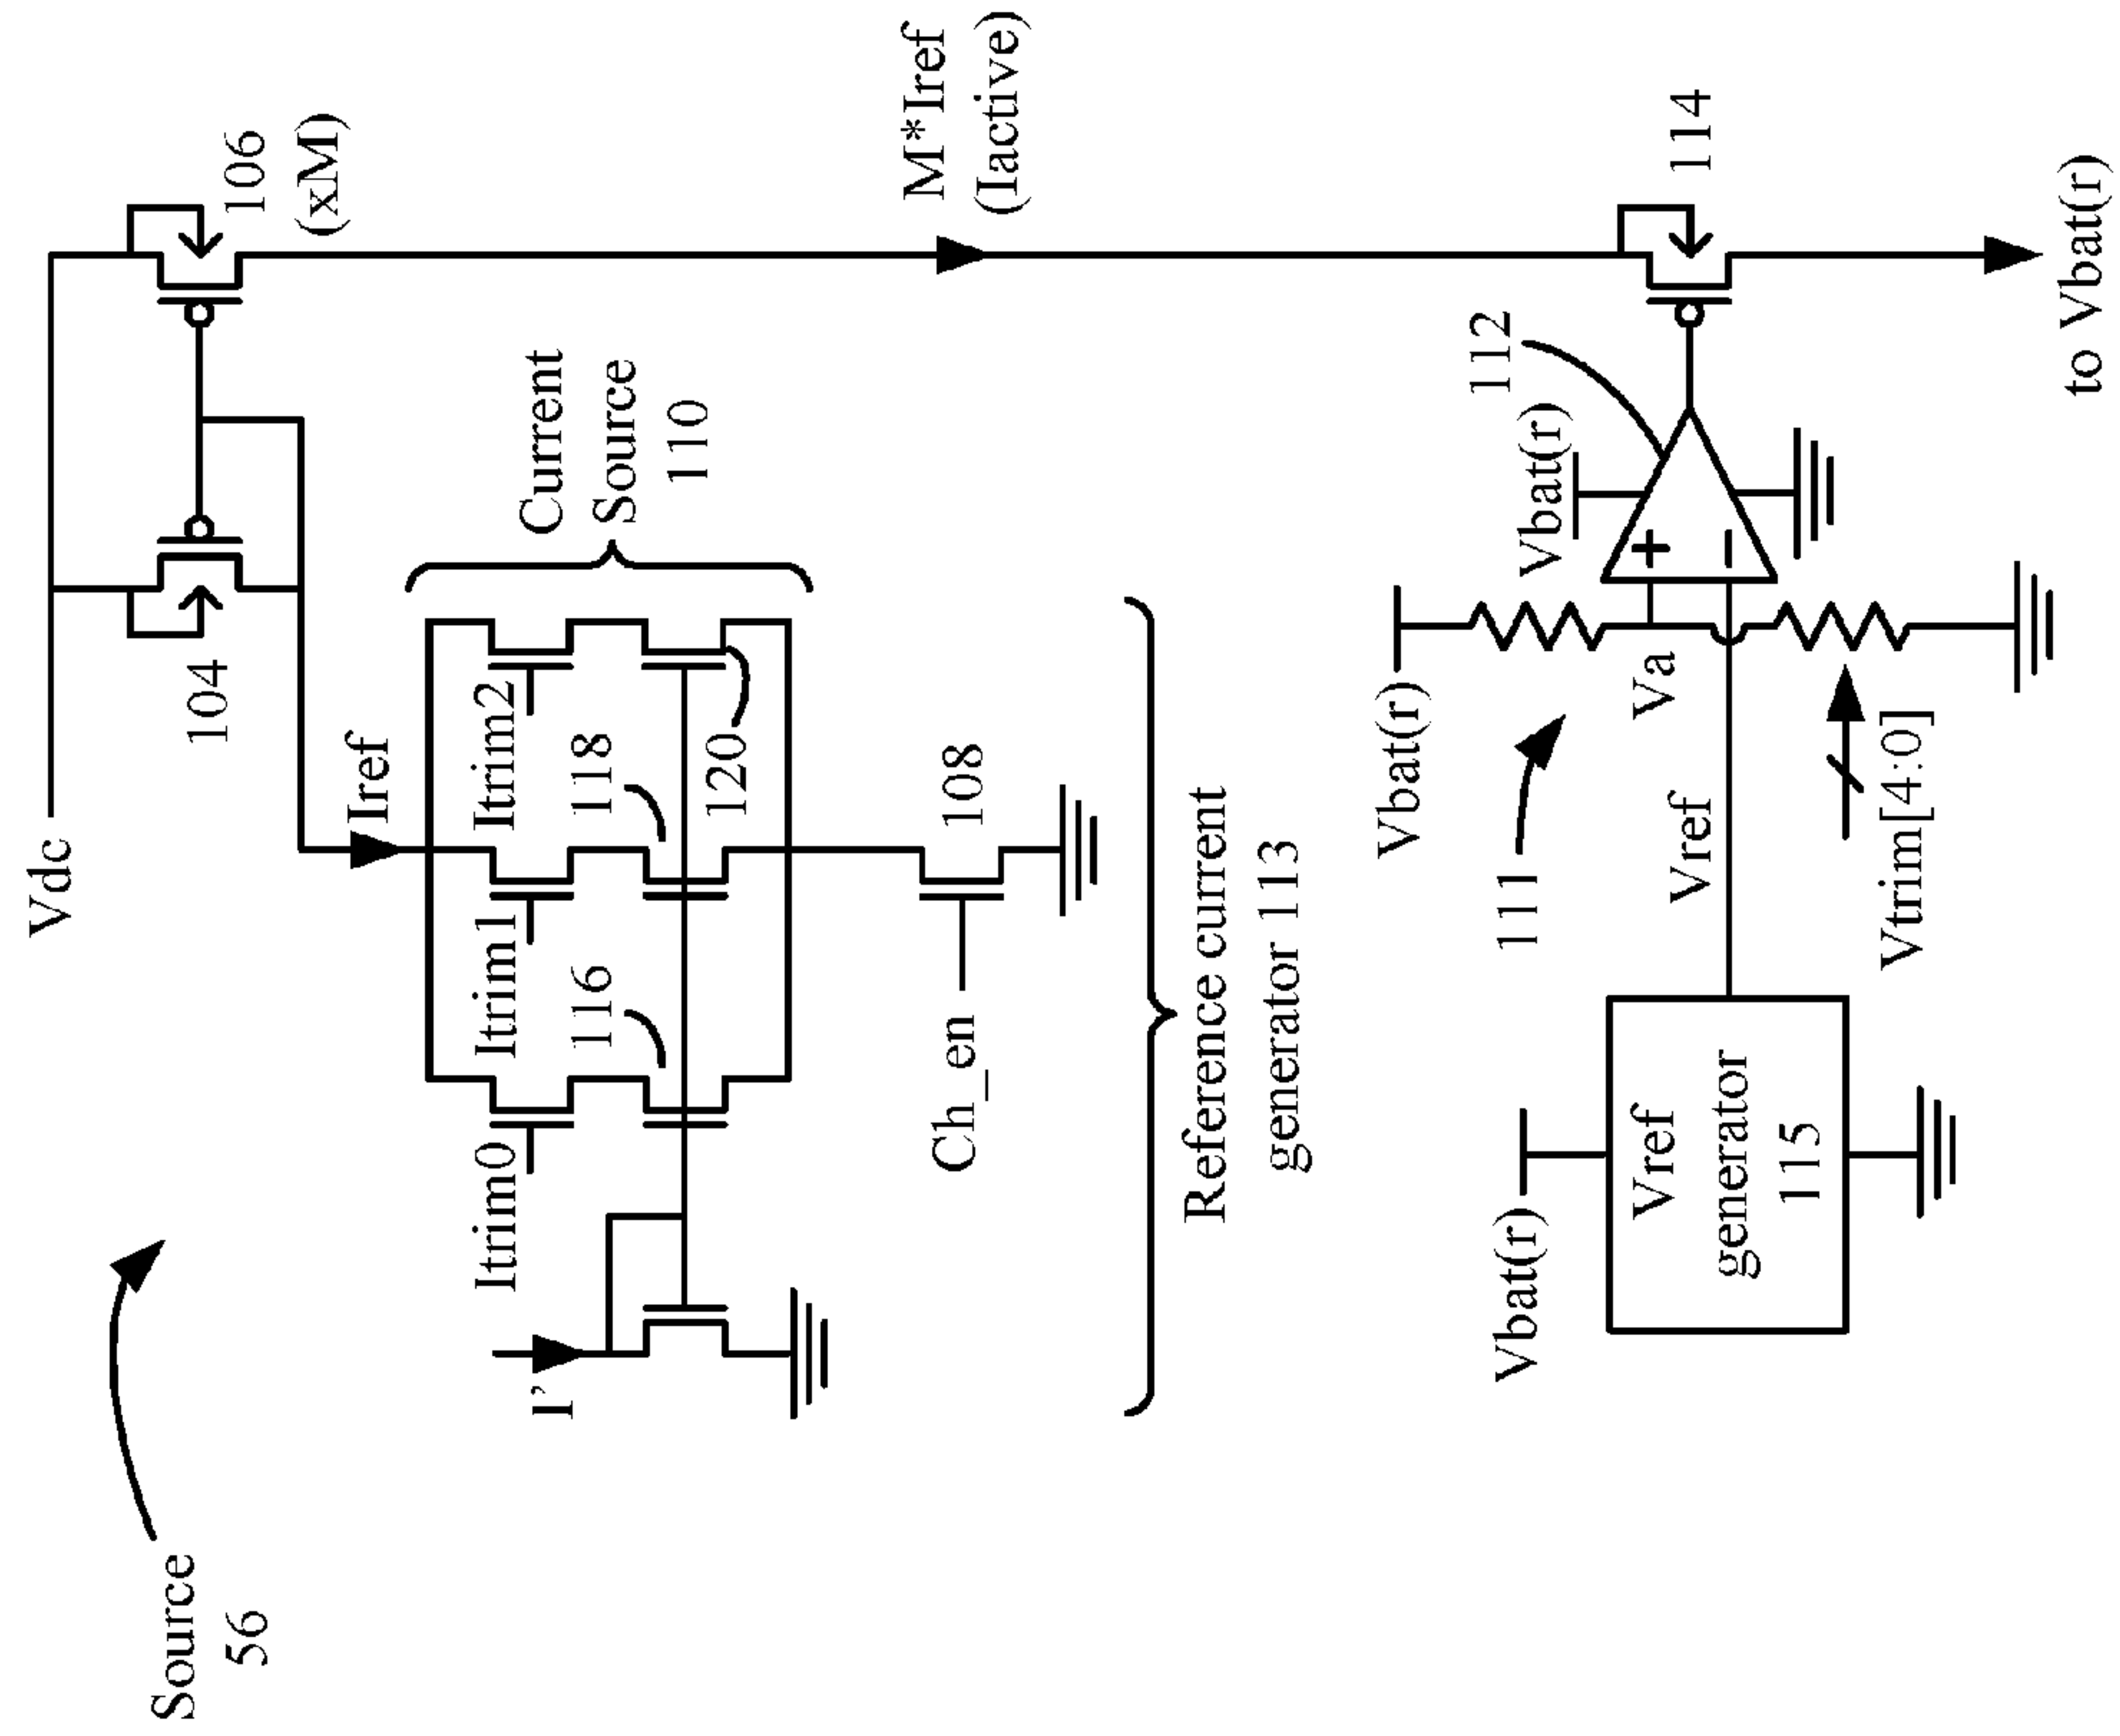 Source
56
Vdc
104
106
(xM)
Iref
M*Iref
(Iactive)
Current
Source
110
I’
Itrim0
Itrim1
Itrim2
116
118
120
Ch_en
108
Reference current
generator 113
Vbat(r)
Vref
generator
115
Vref
111
Vbat(r)
Va
Vtrim[4:0]
Vbat(r)
112
+
−
114
to Vbat(r)